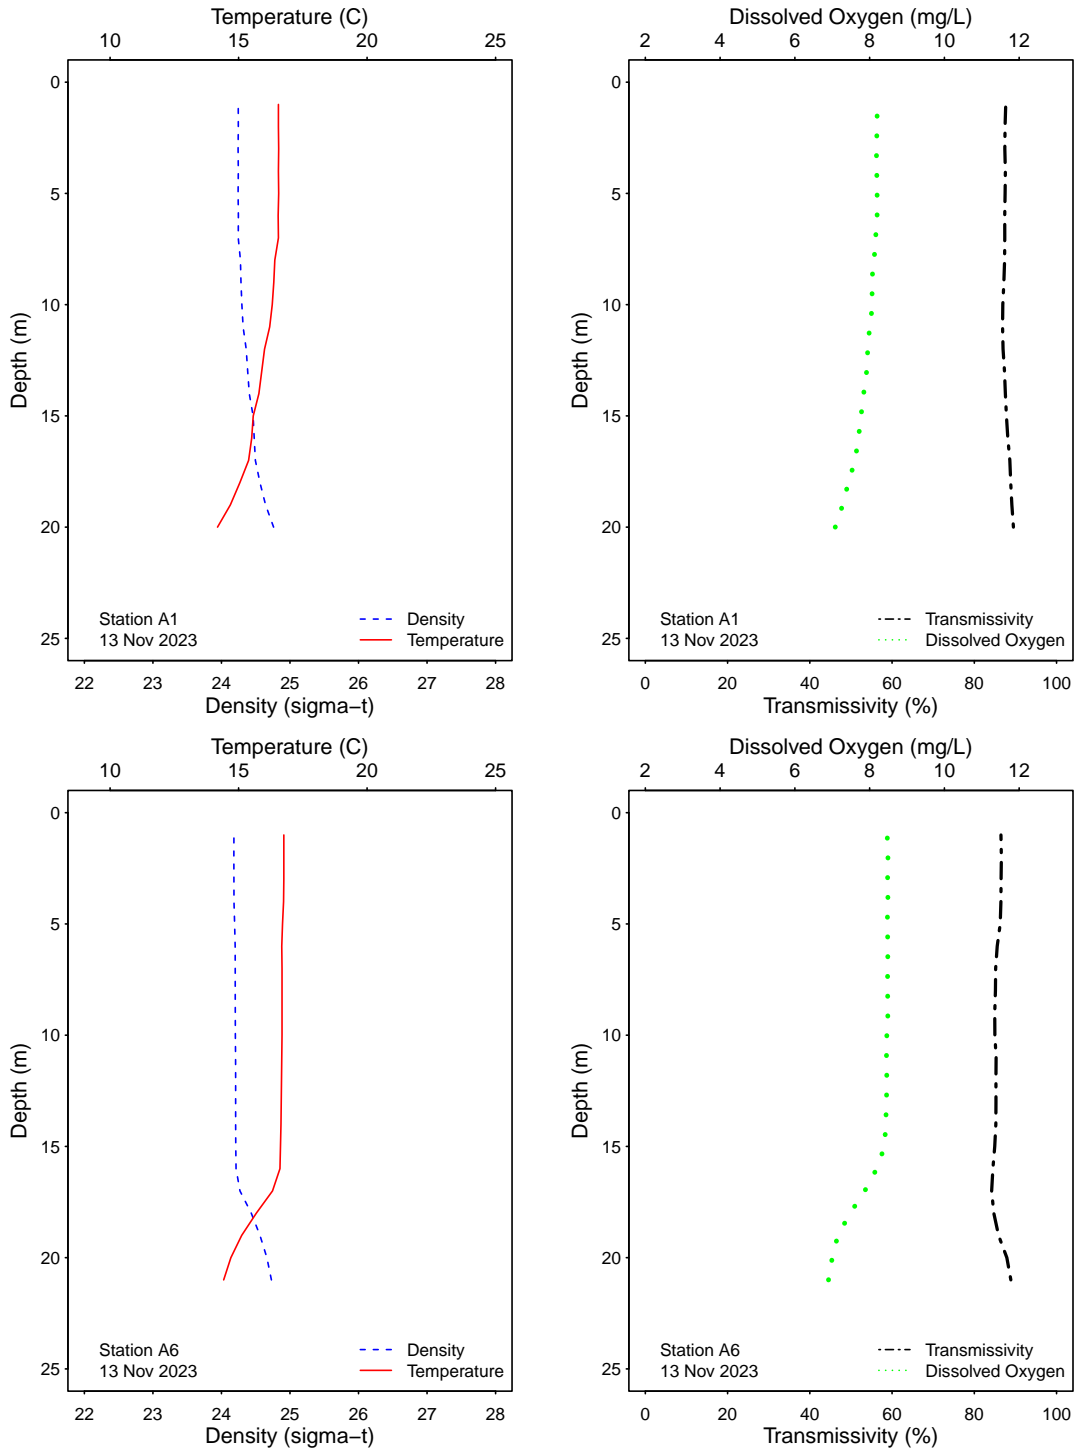 Temperature (C)
10 15 20 25
0
5
10
15
20
25
Depth (m)
Station A1
13 Nov 2023
Density
Temperature
22 23 24 25 26 27 28
Density (sigma−t)
Dissolved Oxygen (mg/L)
2 4 6 8 10 12
0
5
10
15
20
25
Depth (m)
Station A1
13 Nov 2023
Transmissivity
Dissolved Oxygen
0 20 40 60 80 100
Transmissivity (%)
Temperature (C)
10 15 20 25
0
5
10
15
20
25
Depth (m)
Station A6
13 Nov 2023
Density
Temperature
22 23 24 25 26 27 28
Density (sigma−t)
Dissolved Oxygen (mg/L)
2 4 6 8 10 12
0
5
10
15
20
25
Depth (m)
Station A6
13 Nov 2023
Transmissivity
Dissolved Oxygen
0 20 40 60 80 100
Transmissivity (%)